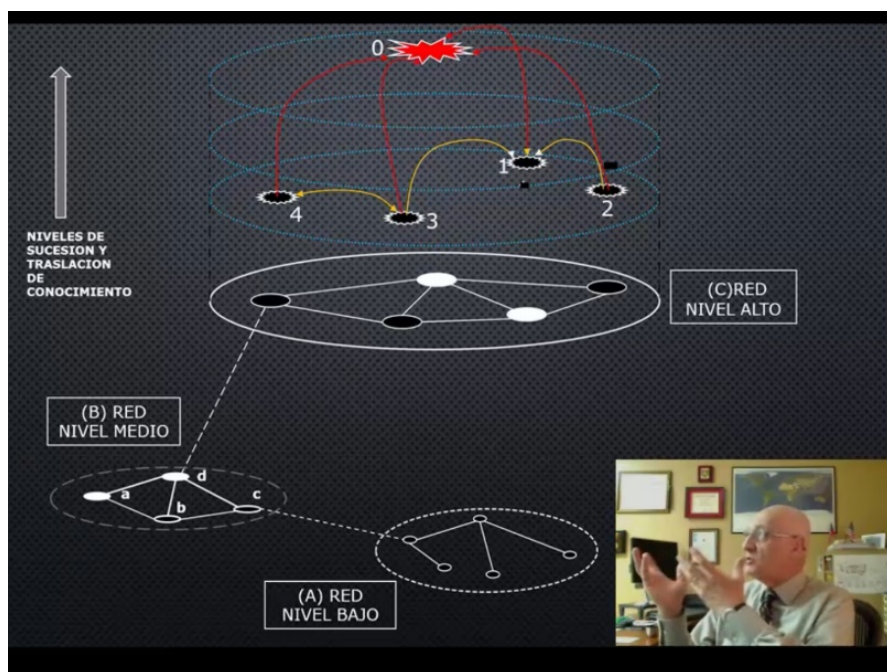 0
1
2
3
4
NIVELES DE
SUCESION Y
TRASLACION
DE
CONOCIMIENTO
(C)RED
NIVEL ALTO
(B) RED
NIVEL MEDIO
d
a
c
b
(A) RED
NIVEL BAJO